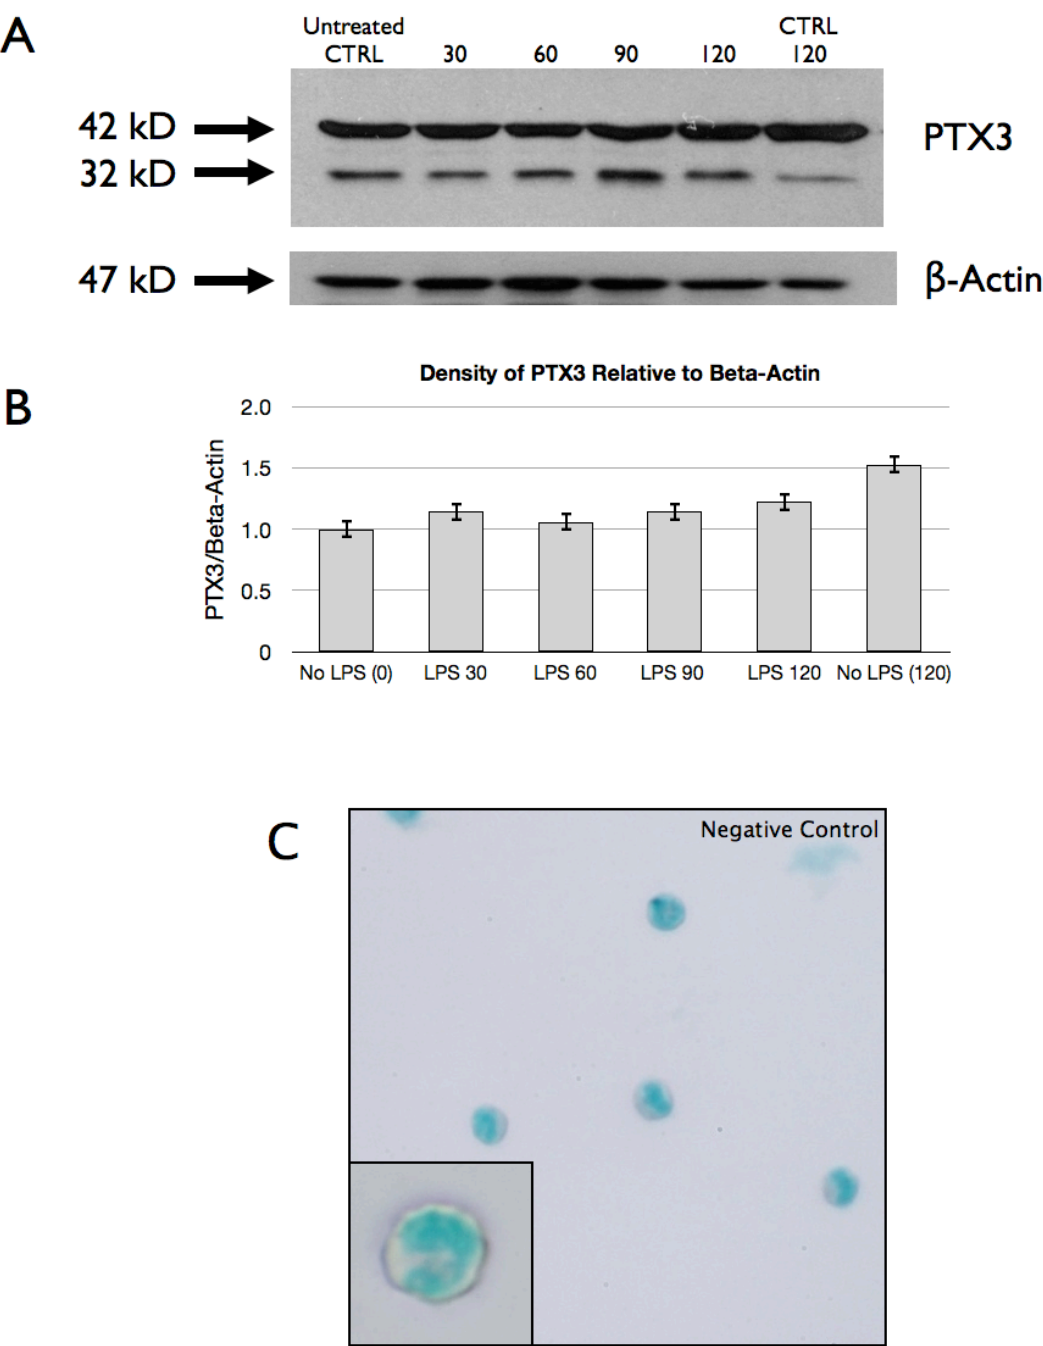 A
Untreated CTRL
CTRL 30 60 90 120 120
42 kD
32 kD
PTX3
47 kD
β-Actin
B
Density of PTX3 Relative to Beta-Actin
PTX3/Beta-Actin
2.0
1.5
1.0
0.5
0
No LPS (0) LPS 30 LPS 60 LPS 90 LPS 120 No LPS (120)
C
Negative Control